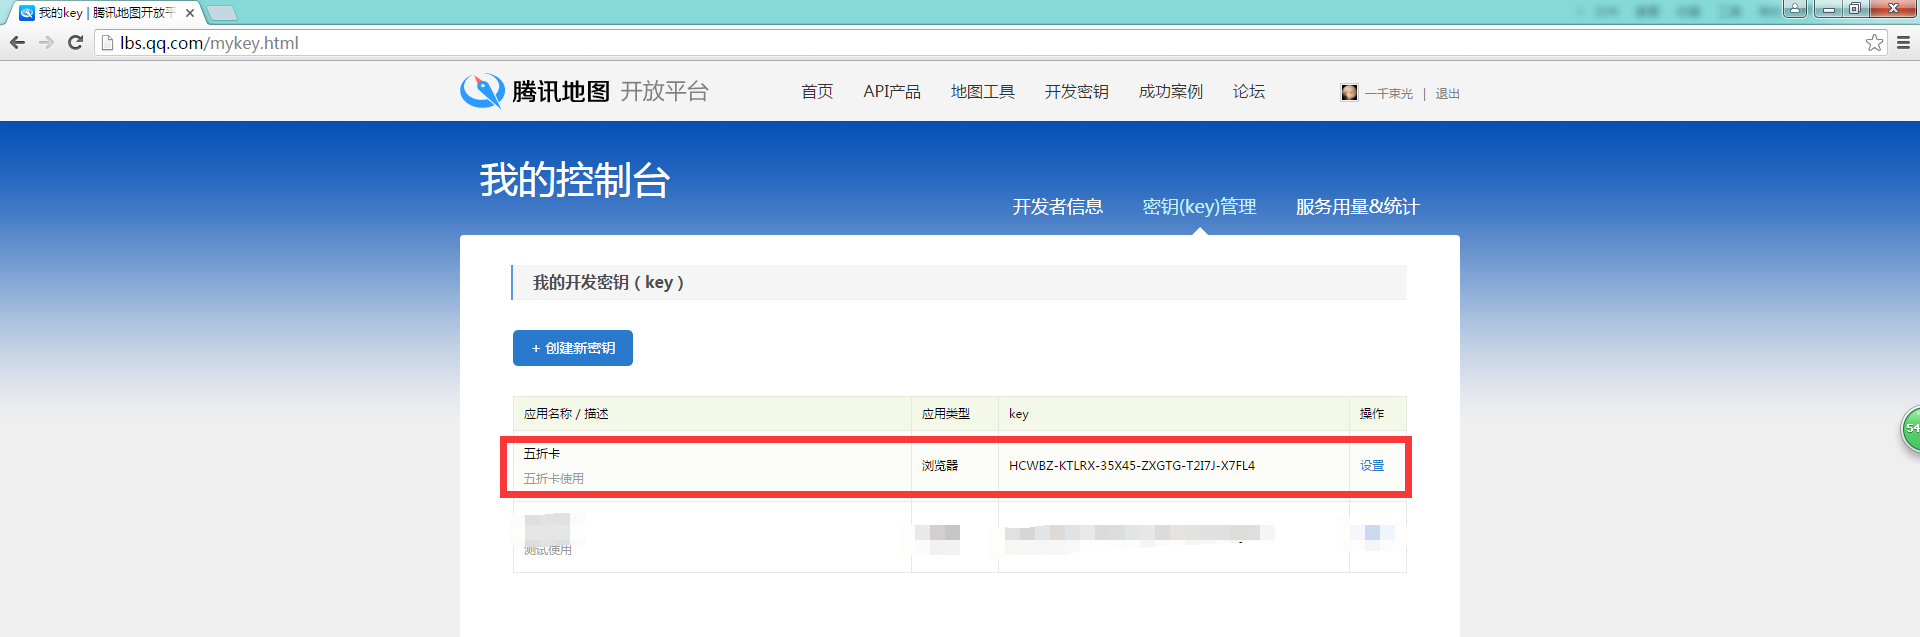 我的key | 腾讯地图开放平
lbs.qq.com/mykey.html
腾讯地图 开放平台 首页 API产品 地图工具 开发密钥 成功案例 论坛 一千束光 | 退出
我的控制台
开发者信息 密钥(key)管理 服务用量&统计
我的开发密钥（key）
+ 创建新密钥
应用名称 / 描述 应用类型 key 操作
五折卡
五折卡使用 浏览器 HCWBZ-KTLRX-35X45-ZXGTG-T2I7J-X7FL4 设置
测试使用
54